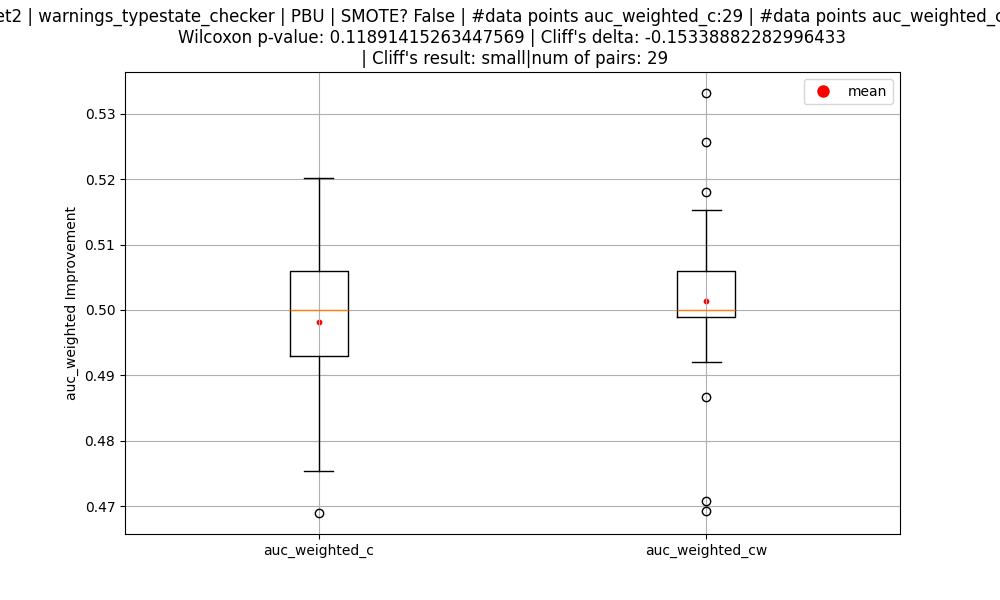 | warnings_typestate_checker | PBU | SMOTE? False | #data points auc_weighted_c:29 | #data points
Wilcoxon p-value: 0.11891415263447569 | Cliff's delta: -0.15338882282996433
| Cliff's result: small|num of pairs: 29
mean
0.53
0.52
0.51
0.50
0.49
0.48
0.47
auc_weighted Improvement
auc_weighted_c
auc_weighted_cw